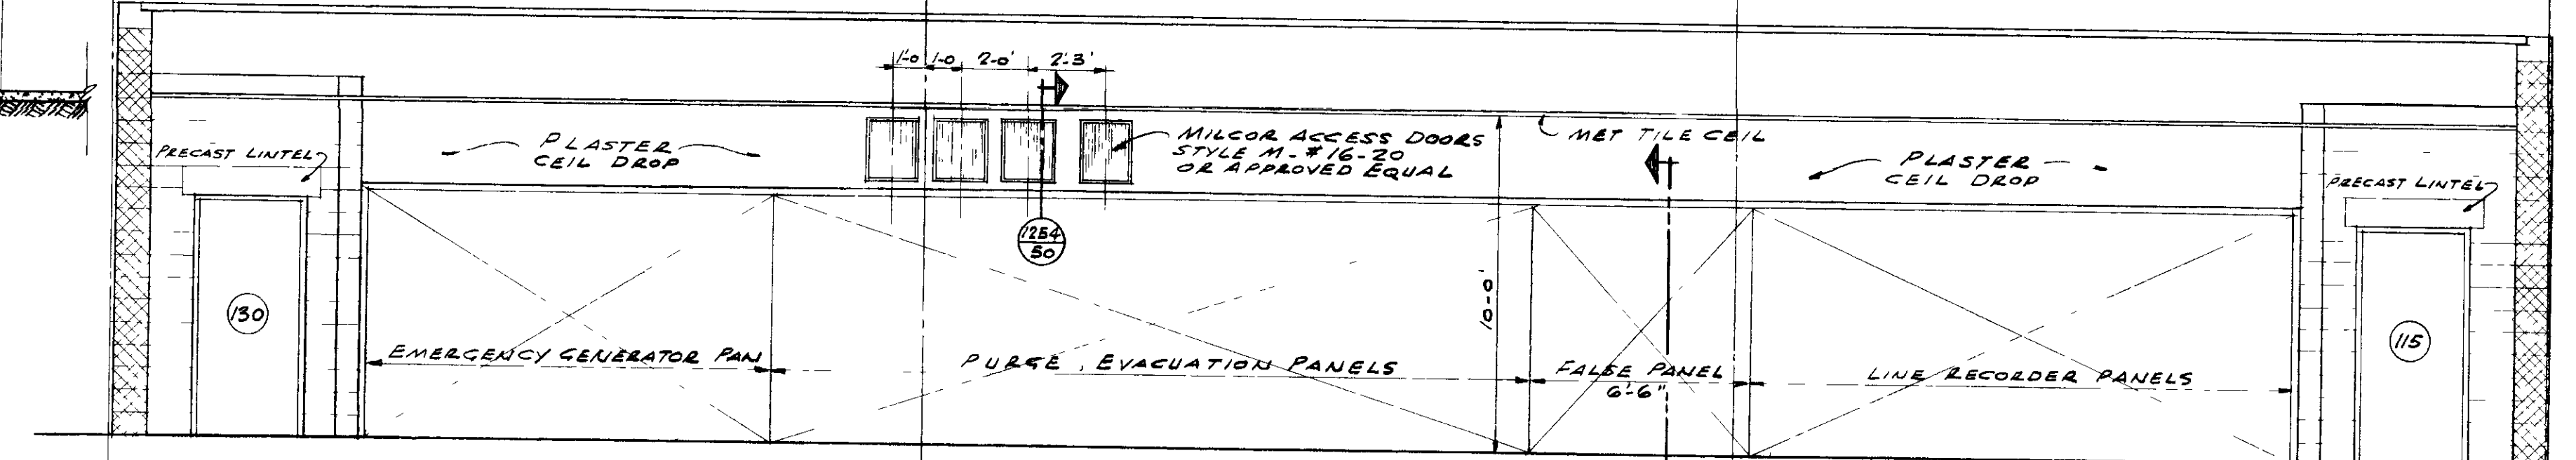 1'-0 1-0 2-0' 2'-3'
PRECAST LINTEL
PLASTER
CEIL DROP
MILCOR ACCESS DOORS
STYLE M-#16-20
OR APPROVED EQUAL
MET TILE CEIL
PLASTER
CEIL DROP
PRECAST LINTEL
1254
50
130
10-0'
115
EMERGENCY GENERATOR PAN
PURGE, EVACUATION PANELS
FALSE PANEL
6'-6"
LINE RECORDER PANELS